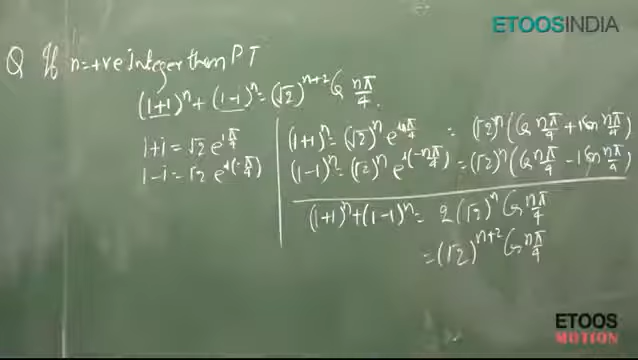 ETOOSINDIA
Q If n=+ve integer then PT
(1+i)^n + (1-i)^n = (√2)^{n+2} Cos nπ/4.
1+i = √2 e^{iπ/4}
1-i = √2 e^{i(-π/4)}
(1+i)^n = (√2)^n e^{inπ/4} = (√2)^n (Cos nπ/4 + i Sin nπ/4)
(1-i)^n = (√2)^n e^{i(-nπ/4)} = (√2)^n (Cos nπ/4 - i Sin nπ/4)
(1+i)^n + (1-i)^n = 2(√2)^n Cos nπ/4
= (√2)^{n+2} Cos nπ/4
ETOOS
MOTION